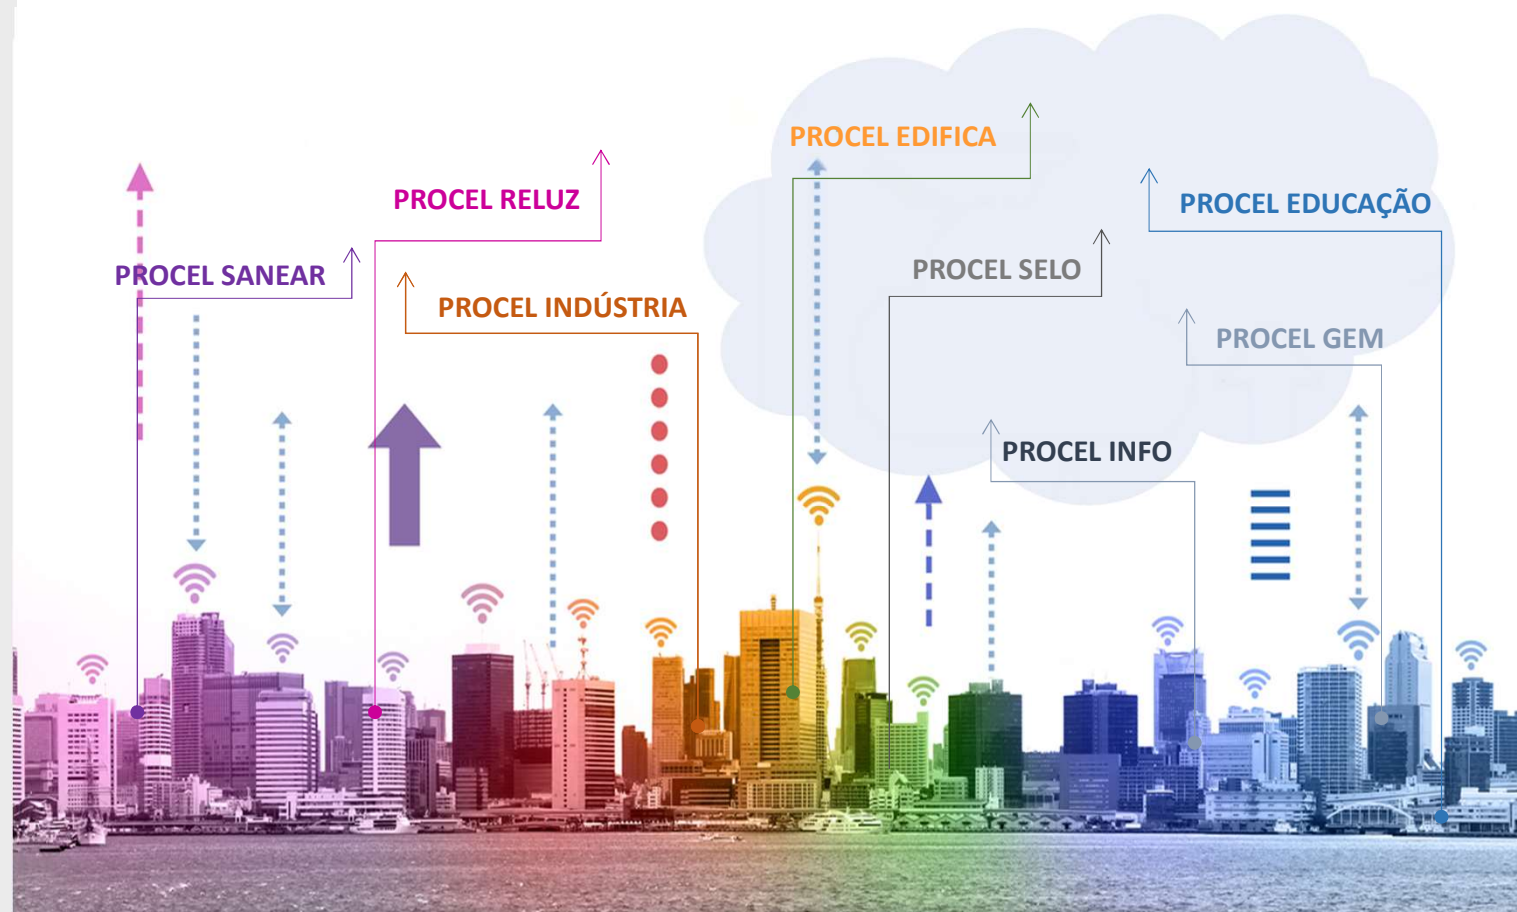 PROCEL EDIFICA
PROCEL RELUZ
PROCEL EDUCAÇÃO
PROCEL SANEAR
PROCEL SELO
PROCEL INDÚSTRIA
PROCEL GEM
PROCEL INFO